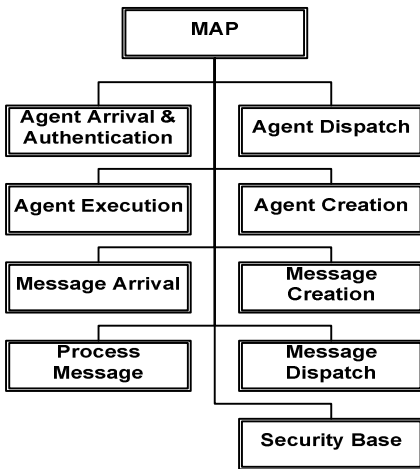 MAP
Agent Arrival &
Authentication
Agent Dispatch
Agent Execution
Agent Creation
Message Arrival
Message
Creation
Process
Message
Message
Dispatch
Security Base